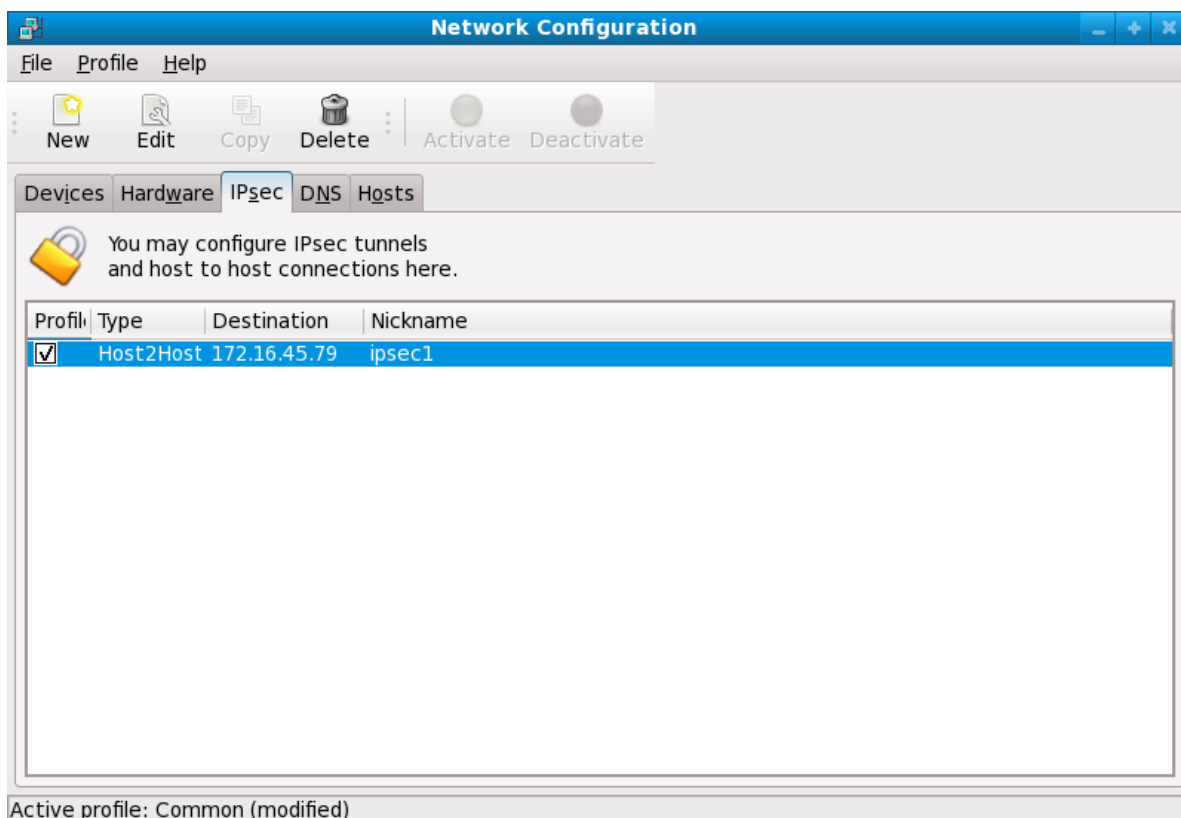 Network Configuration
File Profile Help
New Edit Copy Delete Activate Deactivate
Devices Hardware IPsec DNS Hosts
You may configure IPsec tunnels
and host to host connections here.
Profil Type Destination Nickname
Host2Host 172.16.45.79 ipsec1
Active profile: Common (modified)